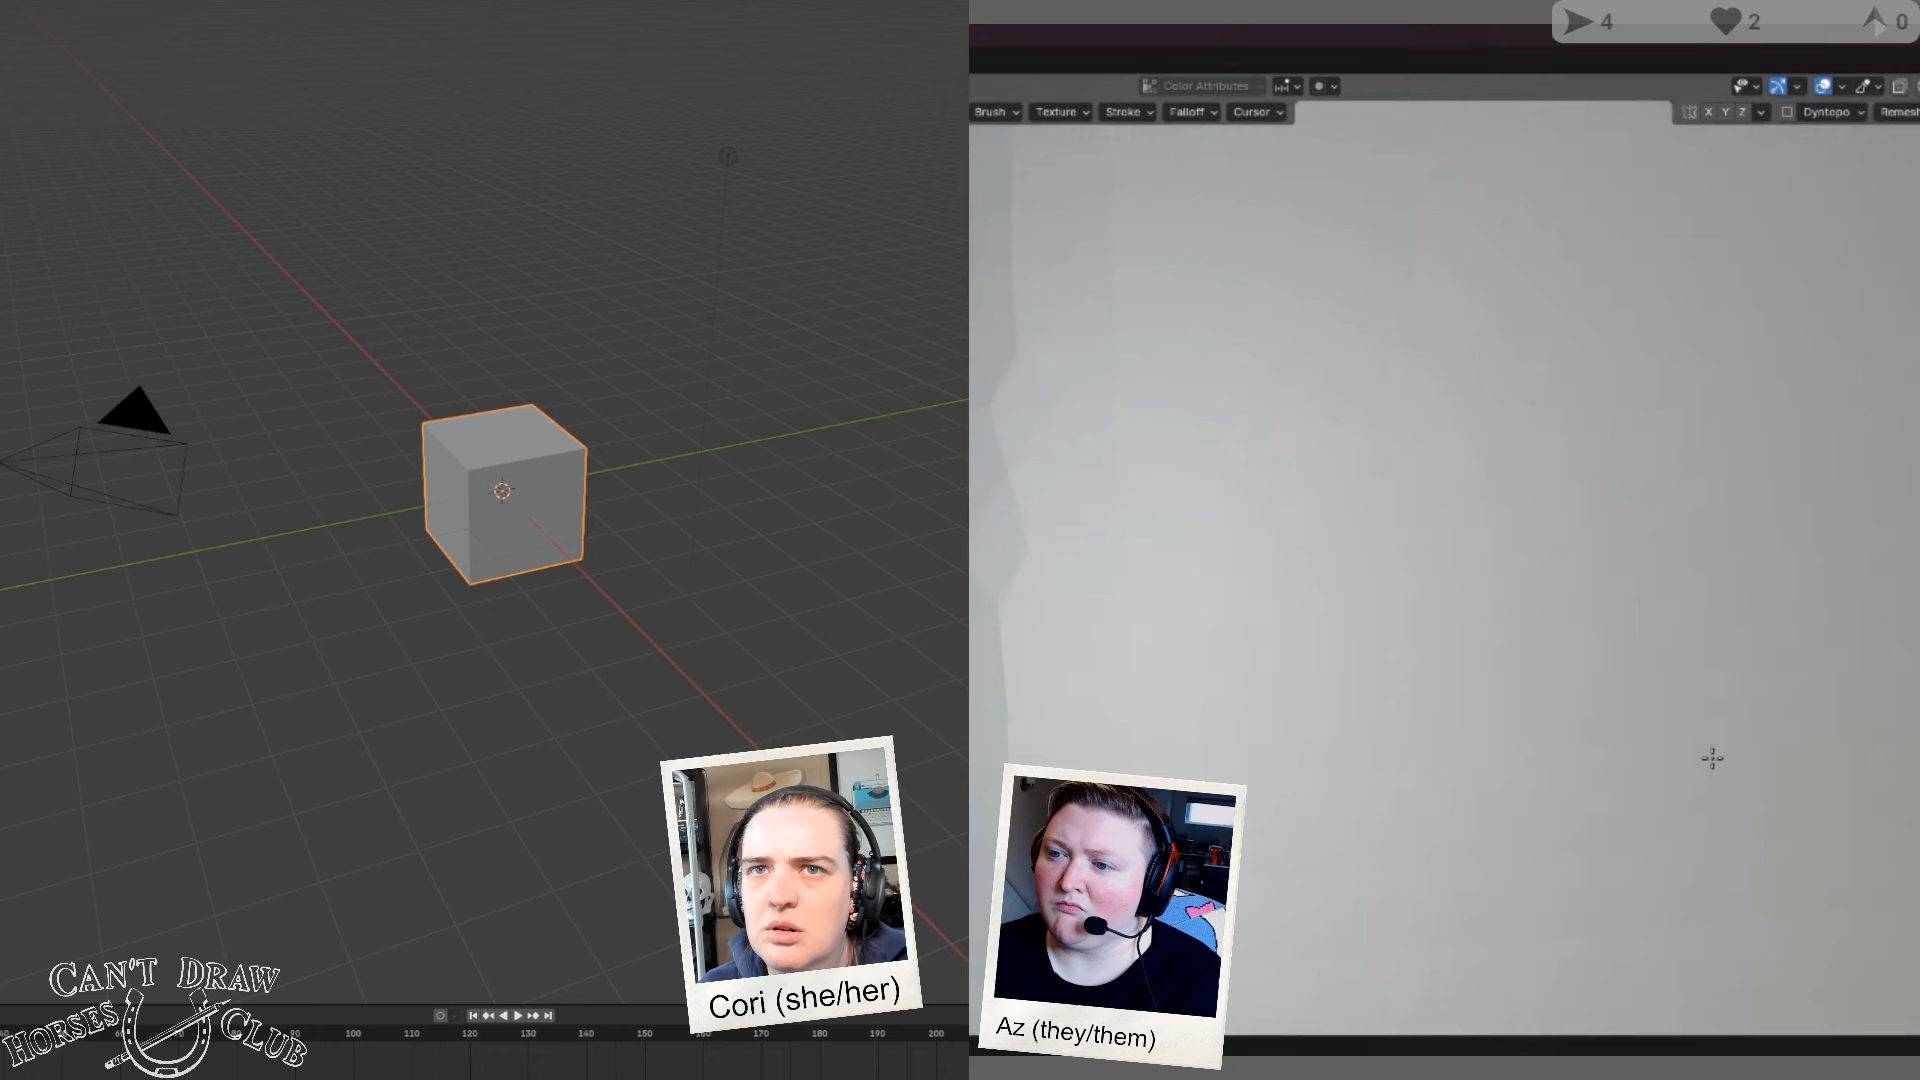 4 2 0
Color Attributes
Brush Texture Stroke Falloff Cursor
X Y Z Dyntopo Remesh
Cori (she/her)
Az (they/them)
CAN'T DRAW
HORSES CLUB
100 110 120 130 140 150 160 170 180 190 200